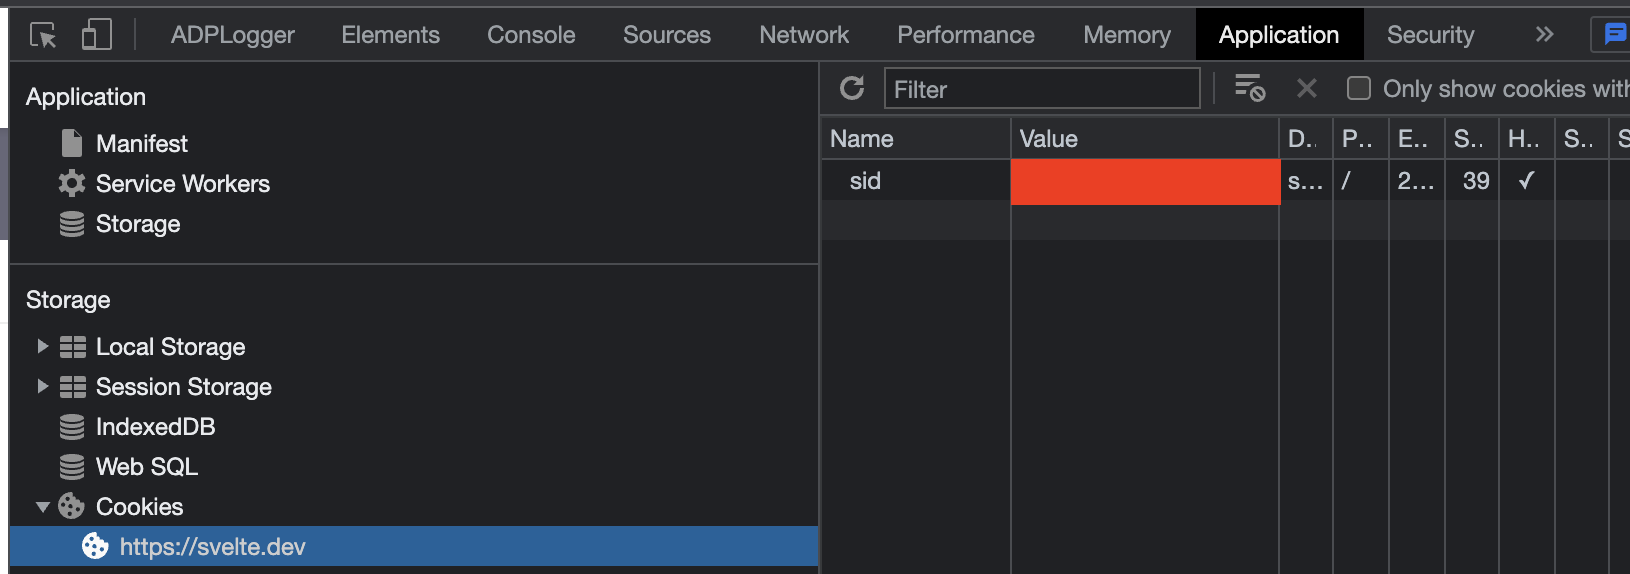 ADPLogger Elements Console Sources Network Performance Memory Application Security
Application
Manifest
Service Workers
Storage
Storage
Local Storage
Session Storage
IndexedDB
Web SQL
Cookies
https://svelte.dev
Filter
Only show cookies with
Name Value D.. P.. E.. S.. H.. S.. S
sid s... / 2... 39 ✓